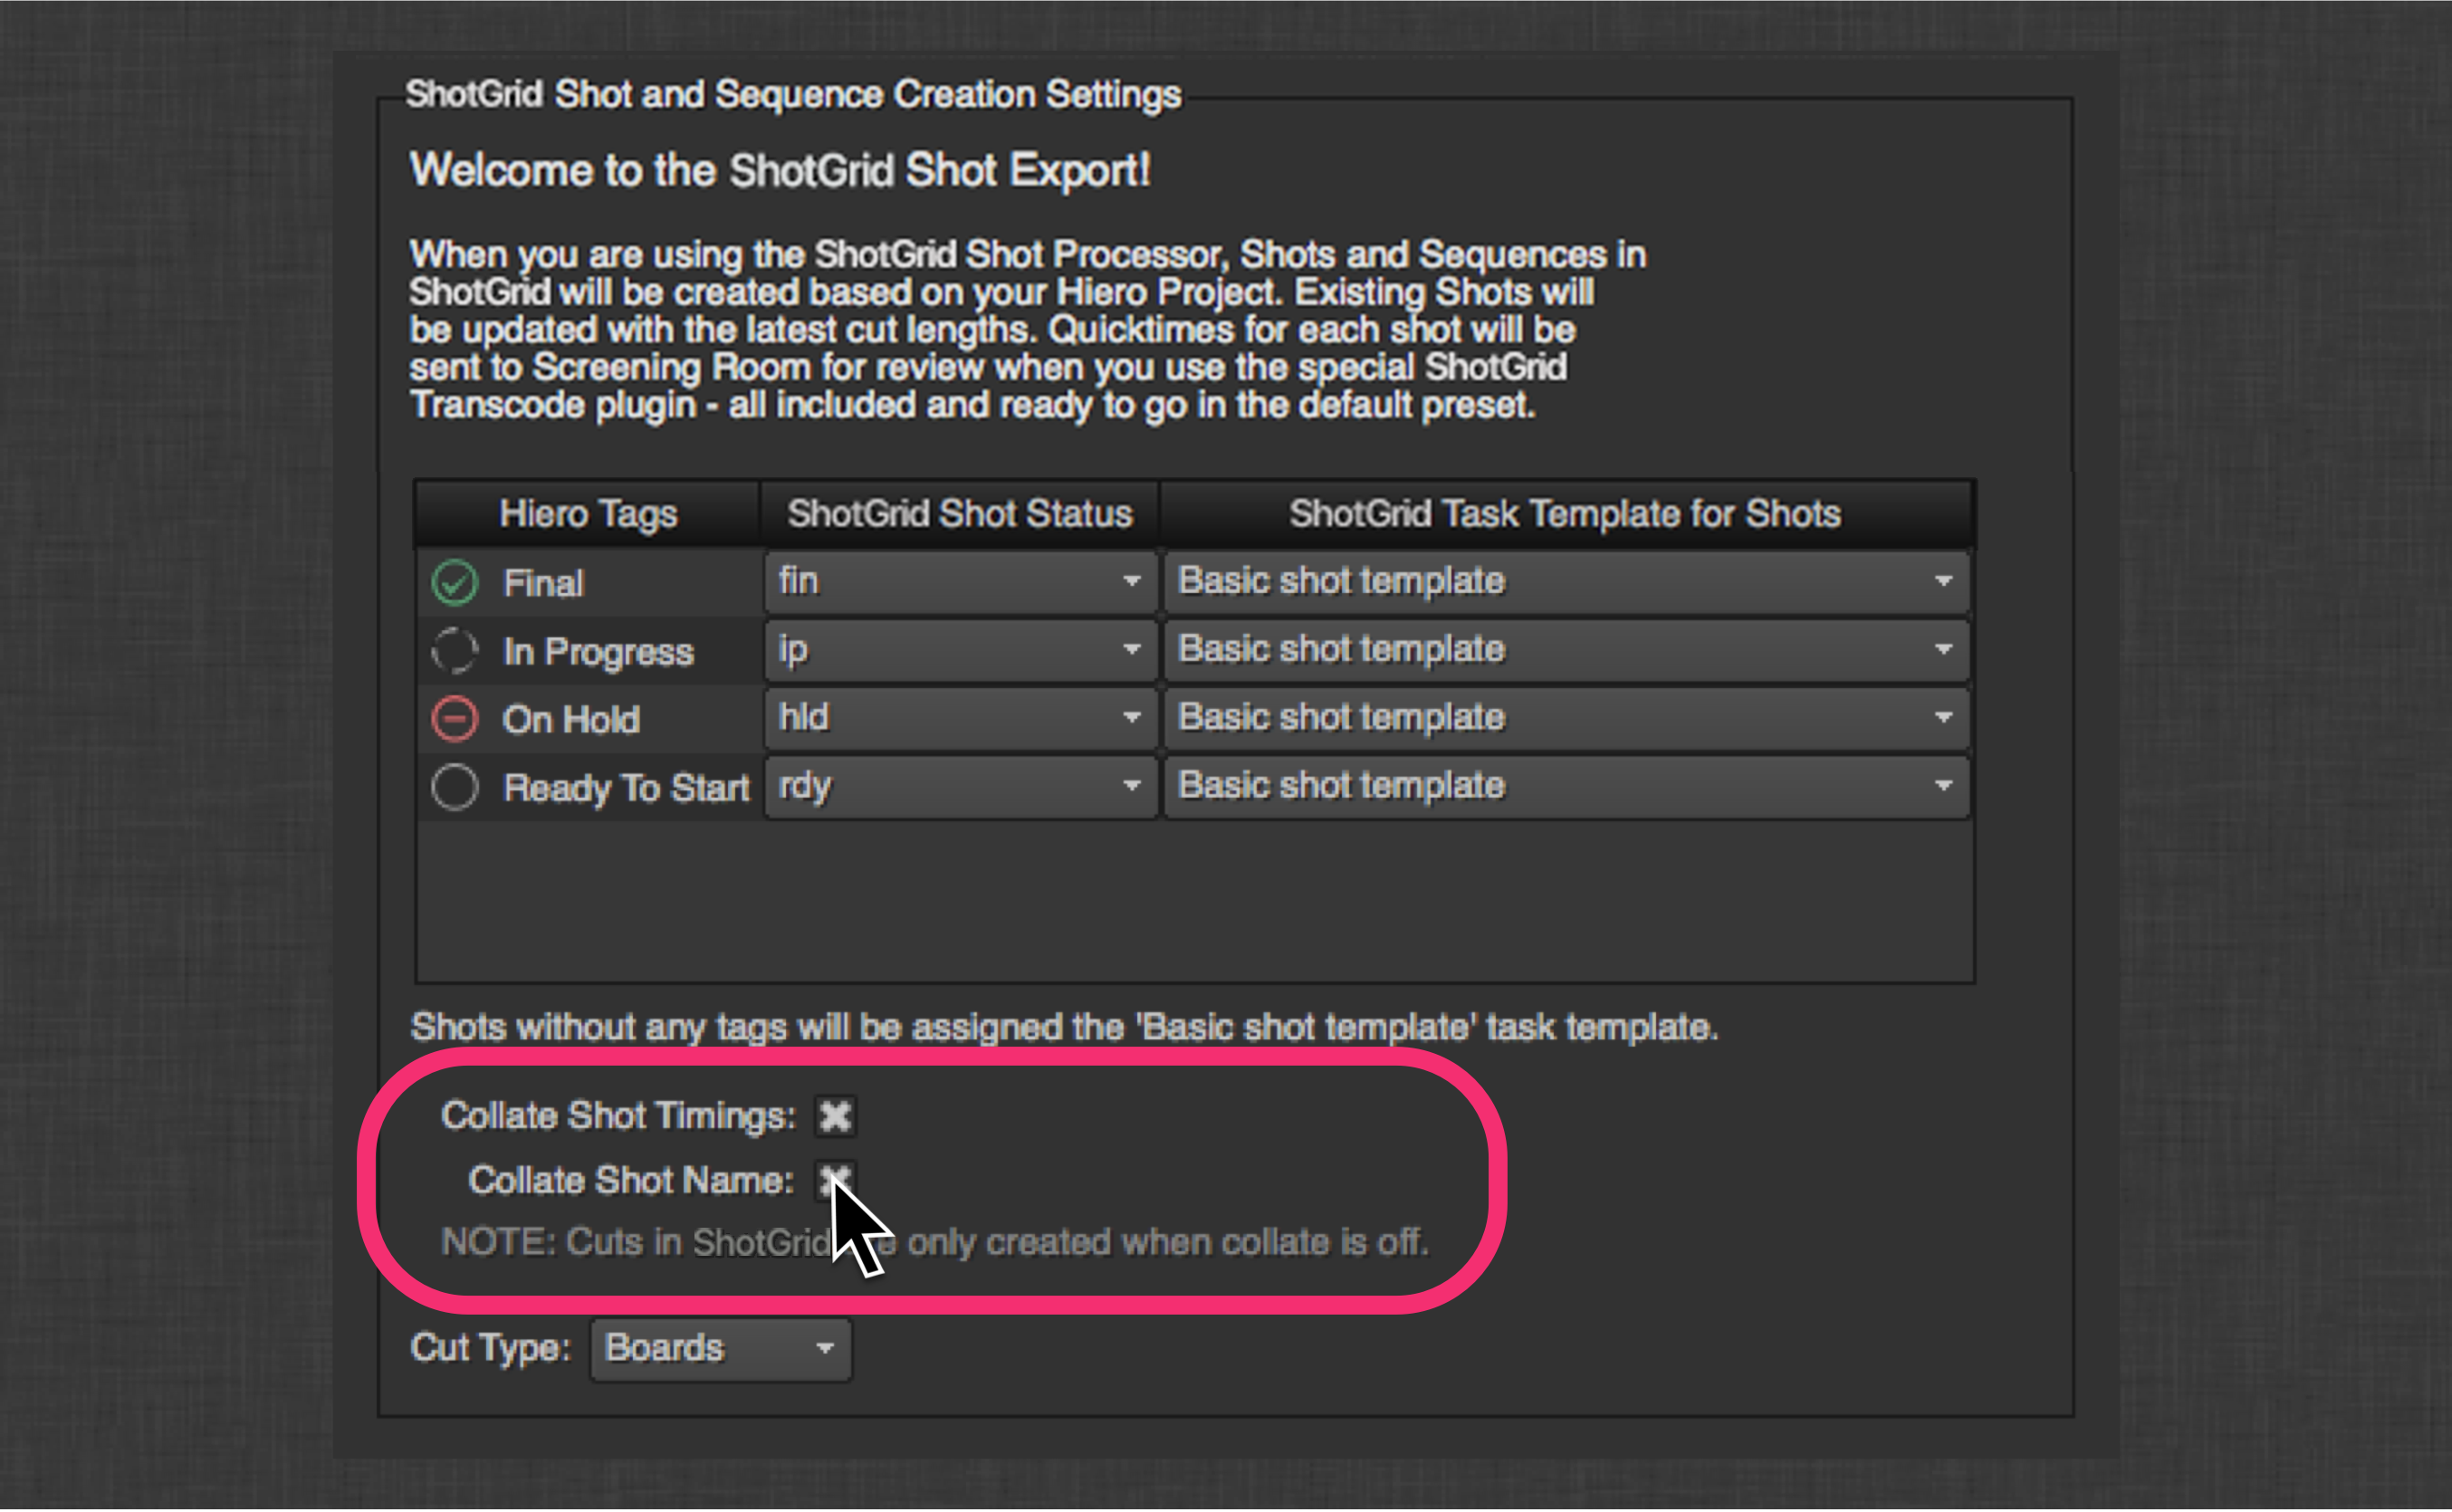 ShotGrid Shot and Sequence Creation Settings
Welcome to the ShotGrid Shot Export!
When you are using the ShotGrid Shot Processor, Shots and Sequences in
ShotGrid will be created based on your Hiero Project. Existing Shots will
be updated with the latest cut lengths. Quicktimes for each shot will be
sent to Screening Room for review when you use the special ShotGrid
Transcode plugin - all included and ready to go in the default preset.
Hiero Tags ShotGrid Shot Status ShotGrid Task Template for Shots
Final fin Basic shot template
In Progress ip Basic shot template
On Hold hld Basic shot template
Ready To Start rdy Basic shot template
Shots without any tags will be assigned the 'Basic shot template' task template.
Collate Shot Timings:
Collate Shot Name:
NOTE: Cuts in ShotGrid only created when collate is off.
Cut Type: Boards